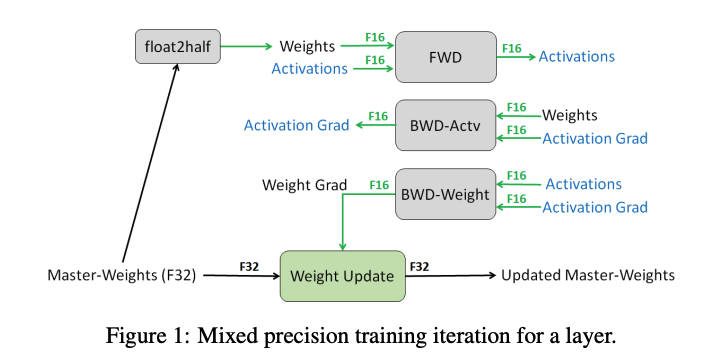 float2half
Weights
F16
Activations
F16
FWD
F16
Activations
Activation Grad
F16
BWD-Actv
F16
Weights
F16
Activation Grad
Weight Grad
F16
BWD-Weight
F16
Activations
F16
Activation Grad
Master-Weights (F32)
F32
Weight Update
F32
Updated Master-Weights
Figure 1: Mixed precision training iteration for a layer.